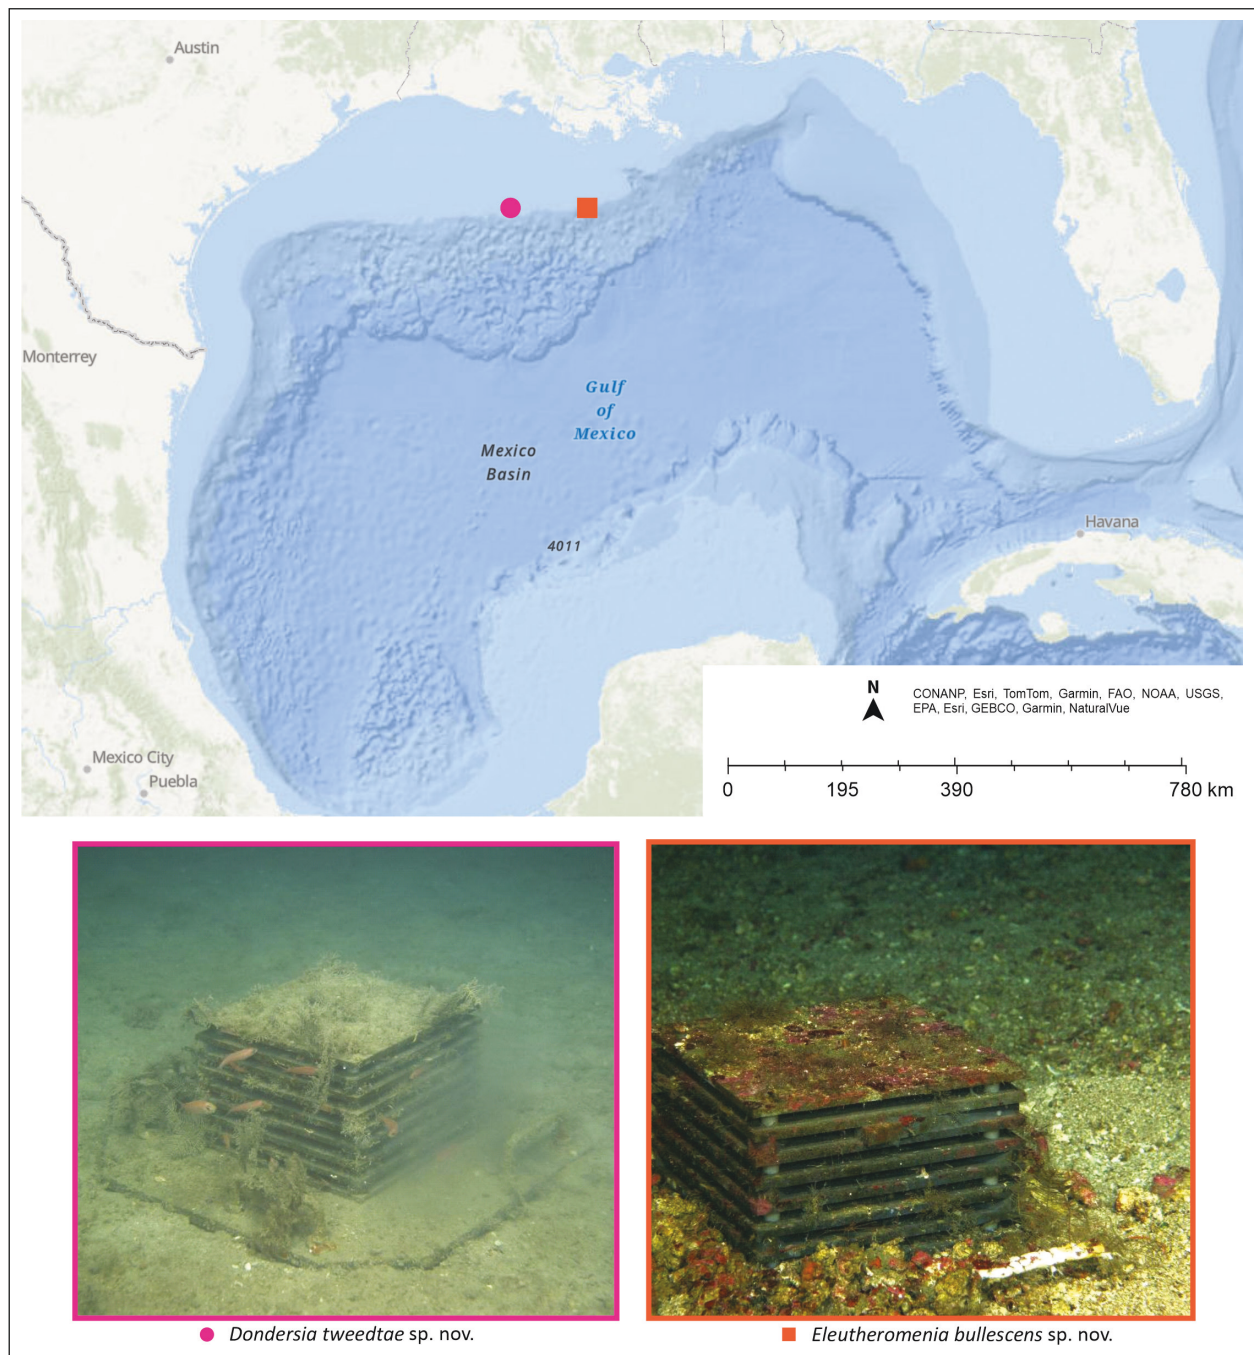 Austin
Monterrey
Gulf
of
Mexico
Mexico
Basin
4011
Havana
Mexico City
Puebla
N
CONANP, Esri, TomTom, Garmin, FAO, NOAA, USGS,
EPA, Esri, GEBCO, Garmin, NaturalVue
0 195 390 780 km
Dondersia tweedtae sp. nov.
Eleutheromenia bullescens sp. nov.